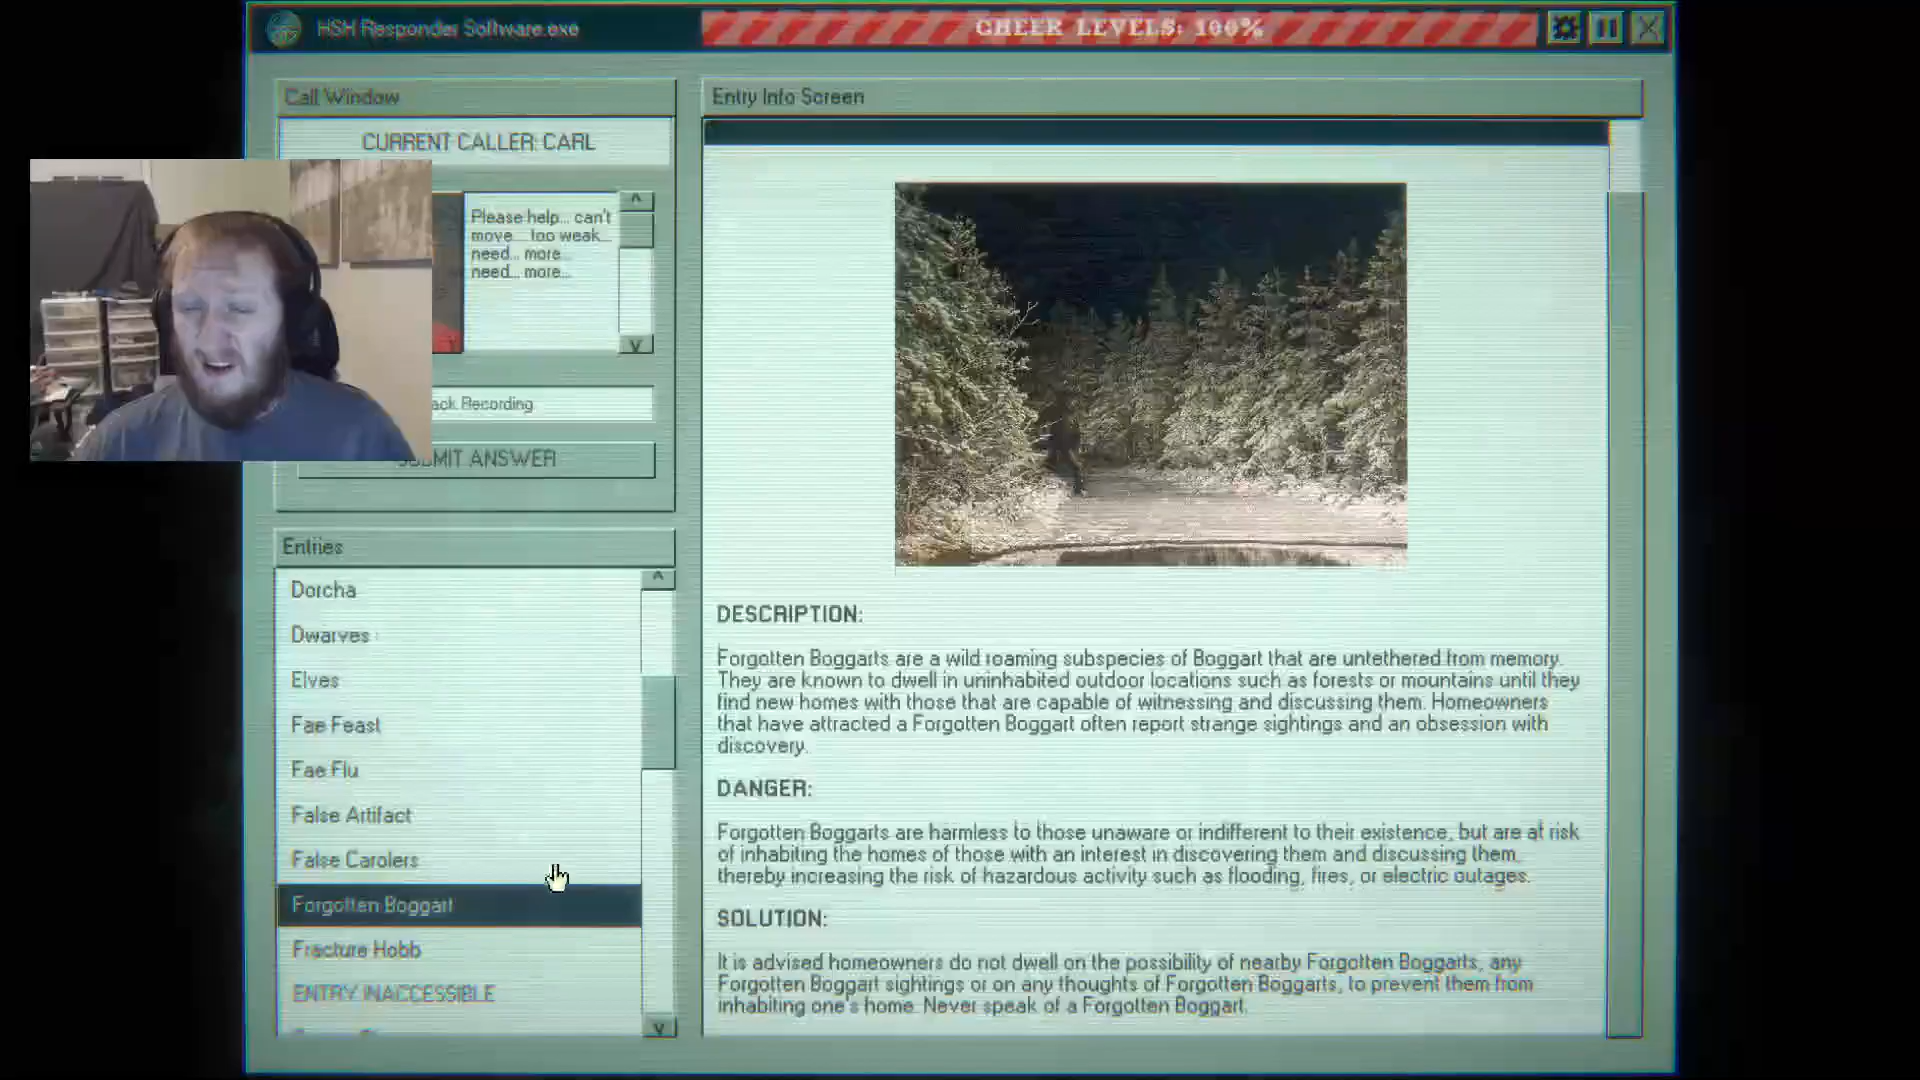 HSH Responder Software.exe
CHEER LEVELS: 100%
Call Window
CURRENT CALLER: CARL
Please help... can't
move... too weak...
need... more...
need... more...
ack Recording
SUBMIT ANSWER
Entries
Dorcha
Dwarves
Elves
Fae Feast
Fae Flu
False Artifact
False Carolers
Forgotten Boggart
Fracture Hobb
ENTRY INACCESSIBLE
Entry Info Screen
DESCRIPTION:
Forgotten Boggarts are a wild roaming subspecies of Boggart that are untethered from memory.
They are known to dwell in uninhabited outdoor locations such as forests or mountains until they
find new homes with those that are capable of witnessing and discussing them. Homeowners
that have attracted a Forgotten Boggart often report strange sightings and an obsession with
discovery.
DANGER:
Forgotten Boggarts are harmless to those unaware or indifferent to their existence, but are at risk
of inhabiting the homes of those with an interest in discovering them and discussing them,
thereby increasing the risk of hazardous activity such as flooding, fires, or electric outages.
SOLUTION:
It is advised homeowners do not dwell on the possibility of nearby Forgotten Boggarts, any
Forgotten Boggart sightings or on any thoughts of Forgotten Boggarts, to prevent them from
inhabiting one's home. Never speak of a Forgotten Boggart.